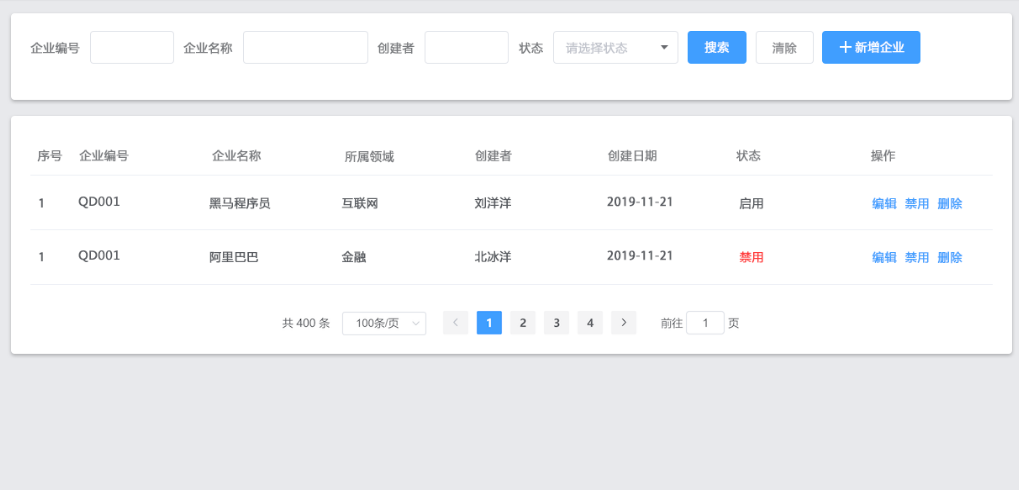 企业编号 企业名称 创建者 状态 请选择状态 搜索 清除 + 新增企业
序号 企业编号 企业名称 所属领域 创建者 创建日期 状态 操作
1 QD001 黑马程序员 互联网 刘洋洋 2019-11-21 启用 编辑 禁用 删除
1 QD001 阿里巴巴 金融 北冰洋 2019-11-21 禁用 编辑 禁用 删除
共 400 条 100条/页 < 1 2 3 4 > 前往 1 页